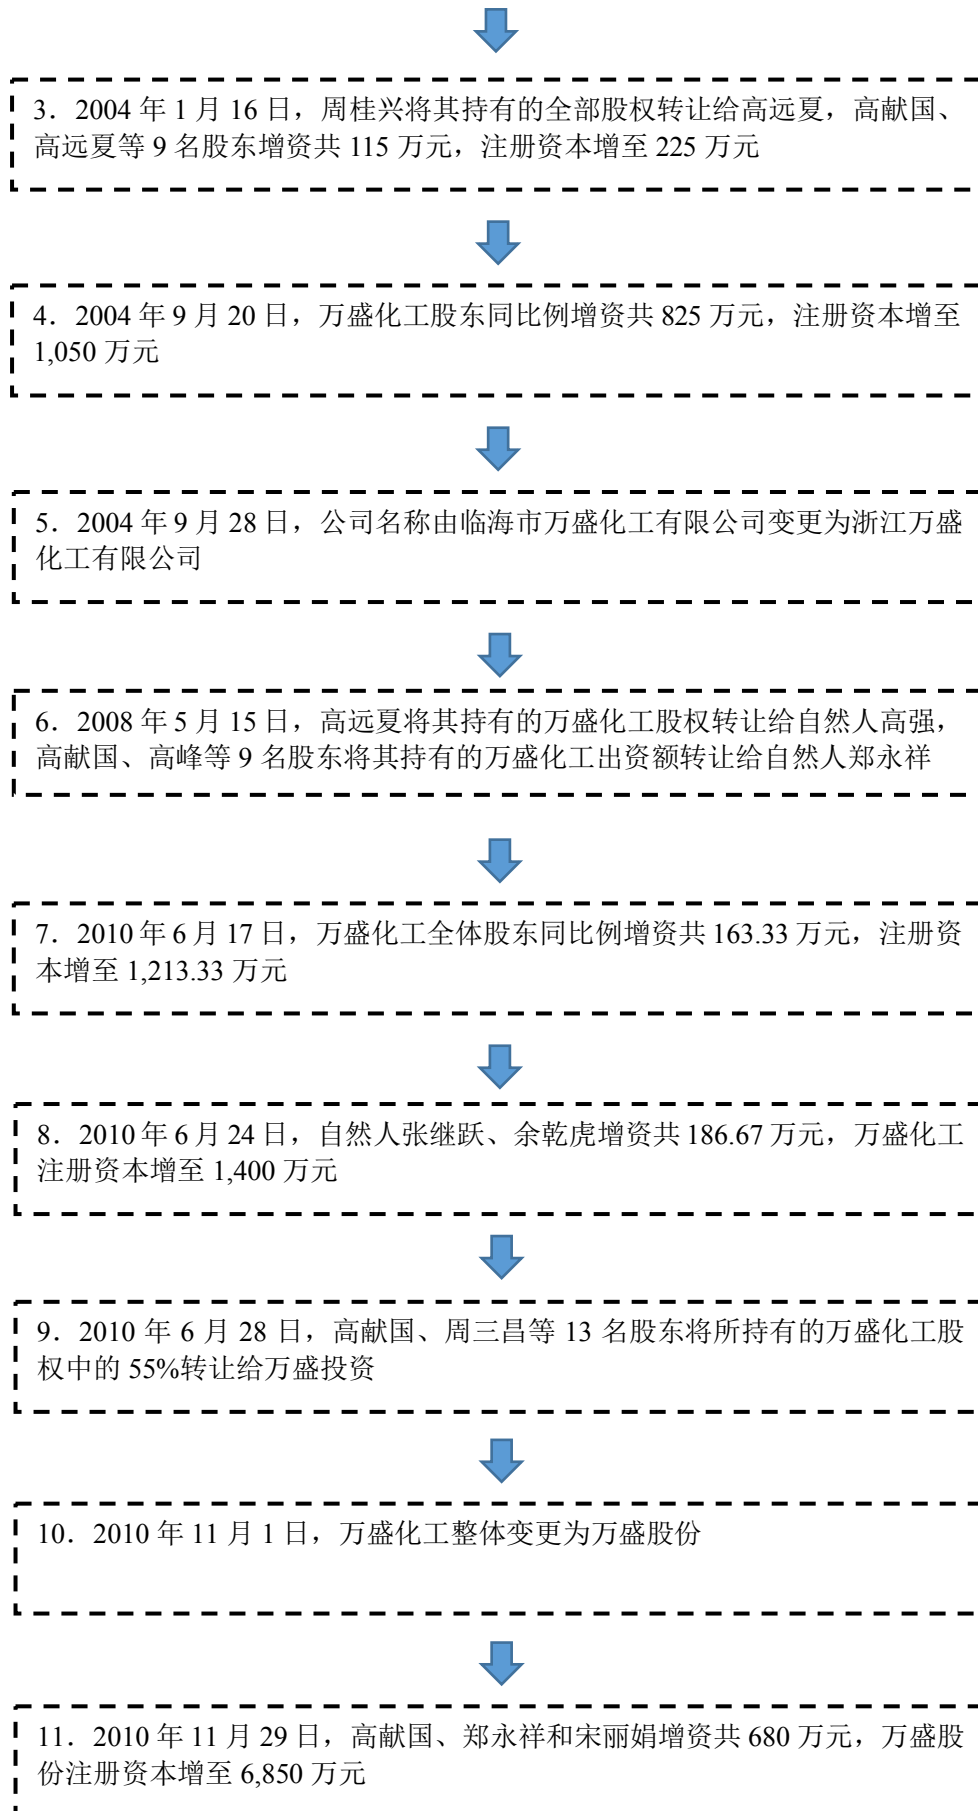 3．2004 年 1 月 16 日，周桂兴将其持有的全部股权转让给高远夏，高献国、
高远夏等 9 名股东增资共 115 万元，注册资本增至 225 万元
4．2004 年 9 月 20 日，万盛化工股东同比例增资共 825 万元，注册资本增至
1,050 万元
5．2004 年 9 月 28 日，公司名称由临海市万盛化工有限公司变更为浙江万盛
化工有限公司
6．2008 年 5 月 15 日，高远夏将其持有的万盛化工股权转让给自然人高强，
高献国、高峰等 9 名股东将其持有的万盛化工出资额转让给自然人郑永祥
7．2010 年 6 月 17 日，万盛化工全体股东同比例增资共 163.33 万元，注册资
本增至 1,213.33 万元
8．2010 年 6 月 24 日，自然人张继跃、余乾虎增资共 186.67 万元，万盛化工
注册资本增至 1,400 万元
9．2010 年 6 月 28 日，高献国、周三昌等 13 名股东将所持有的万盛化工股
权中的 55%转让给万盛投资
10．2010 年 11 月 1 日，万盛化工整体变更为万盛股份
11．2010 年 11 月 29 日，高献国、郑永祥和宋丽娟增资共 680 万元，万盛股
份注册资本增至 6,850 万元